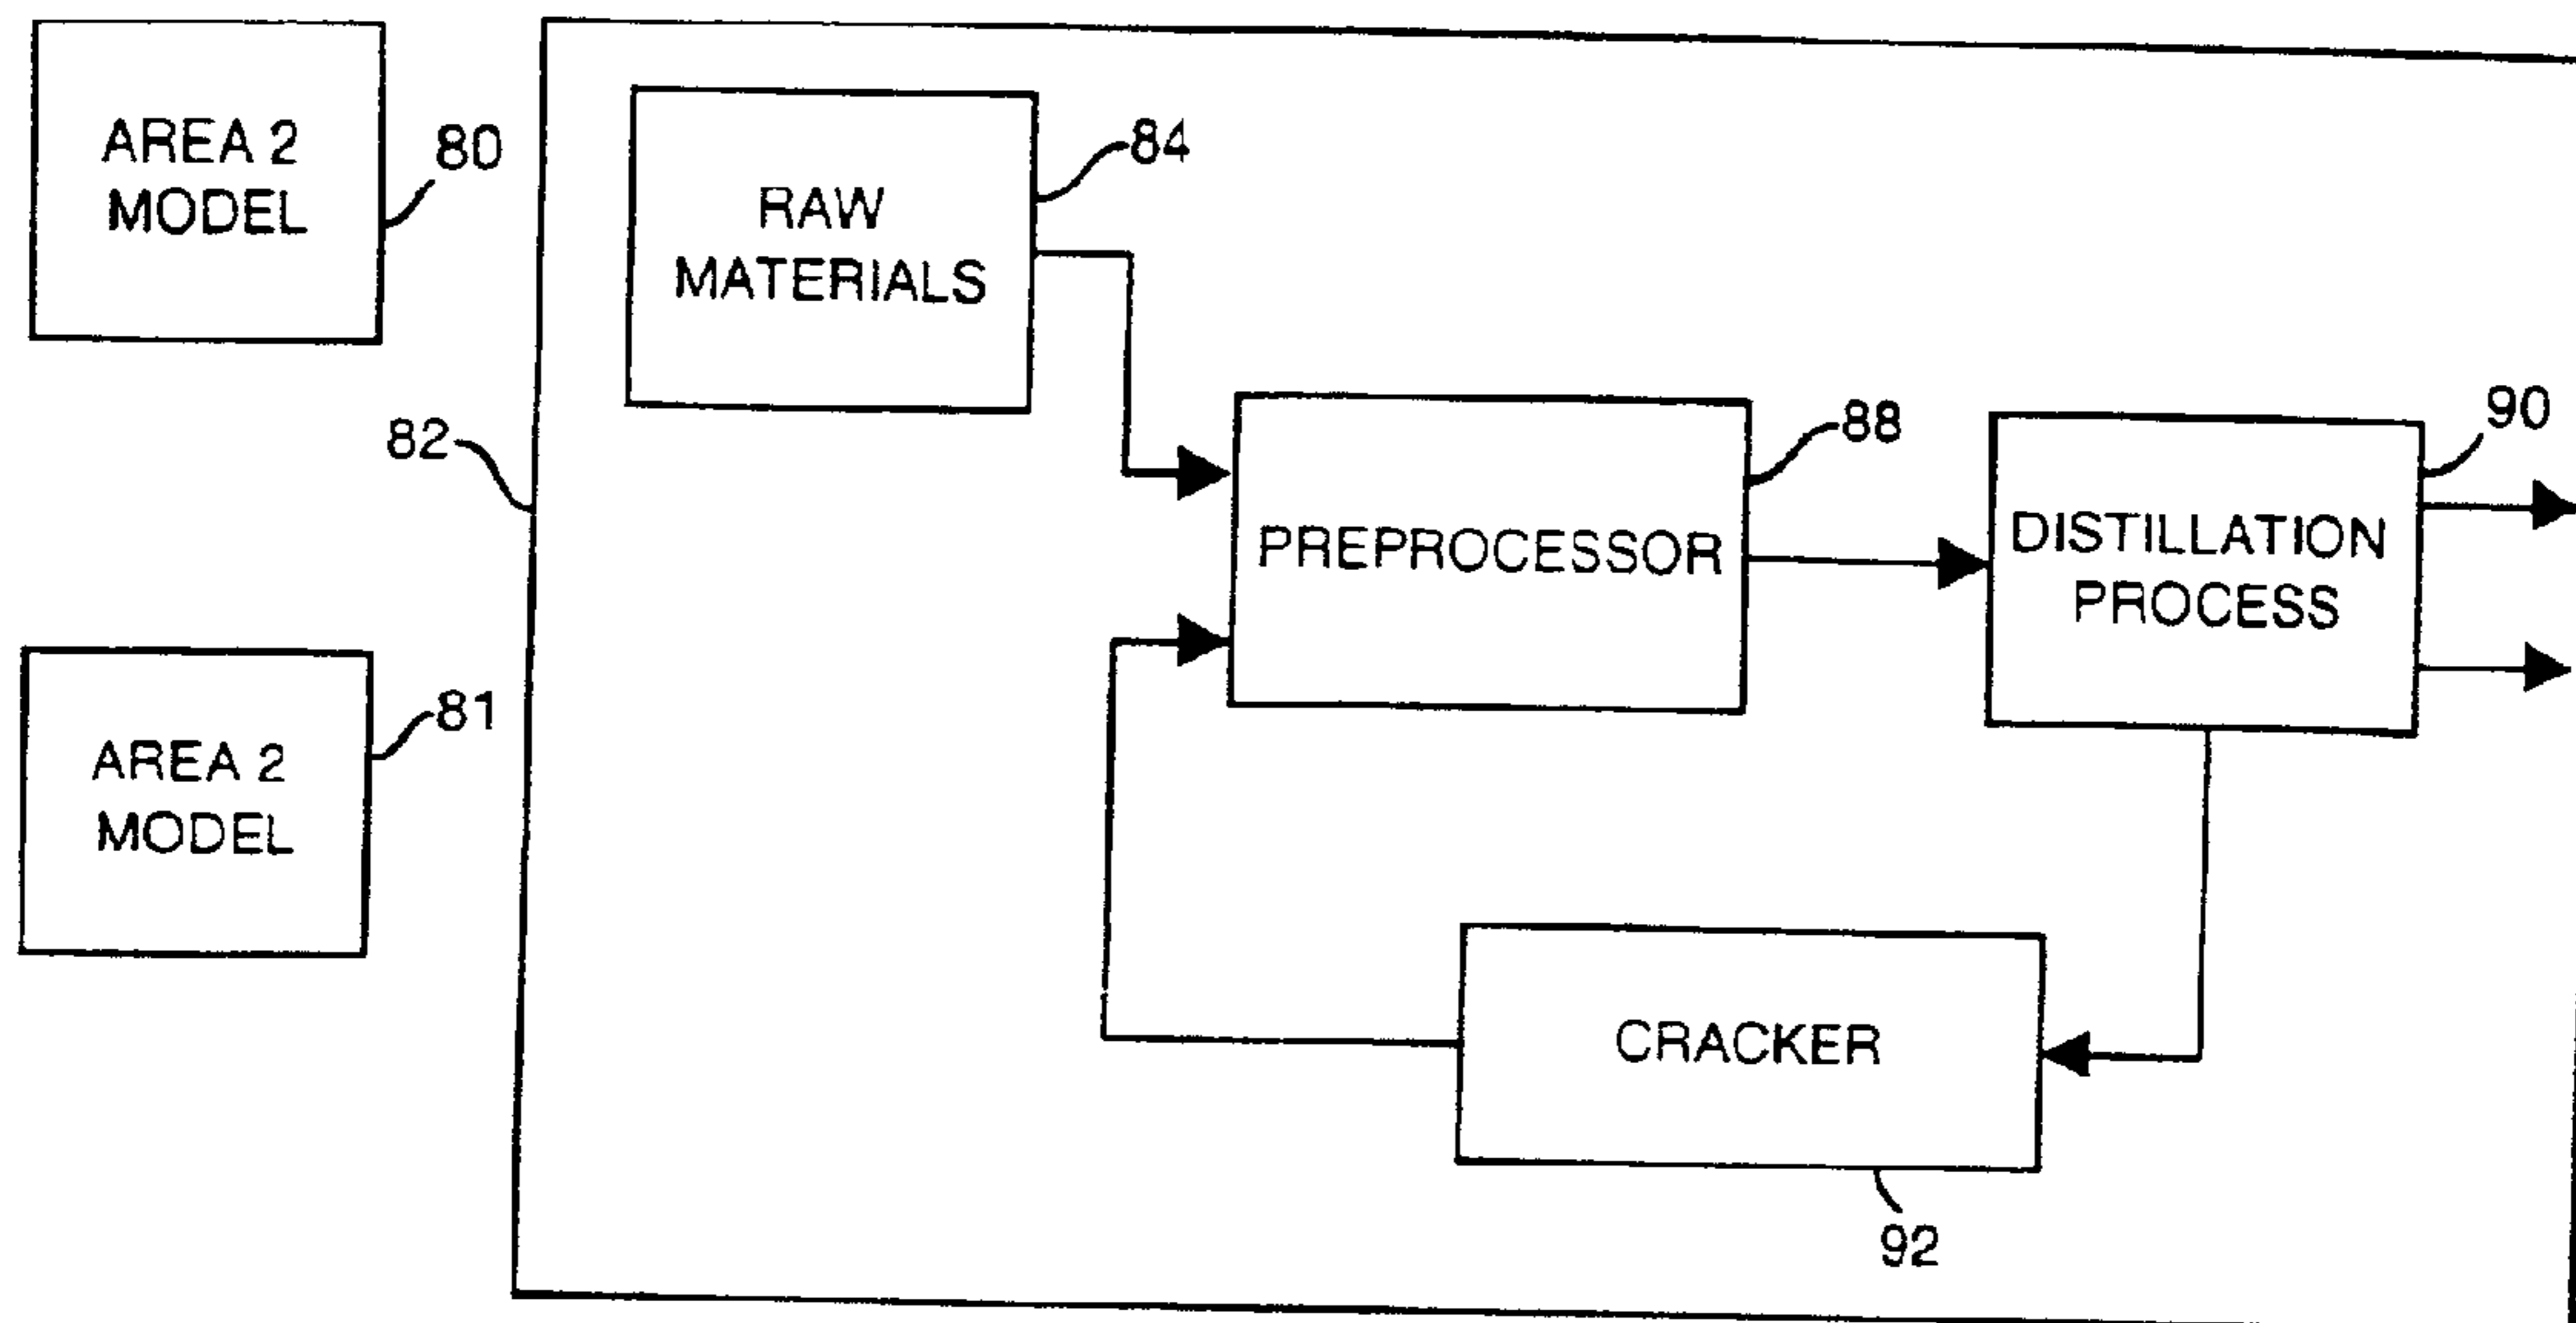 AREA 2
MODEL
80
RAW
MATERIALS
84
82
PREPROCESSOR
88
DISTILLATION
PROCESS
90
AREA 2
MODEL
81
CRACKER
92